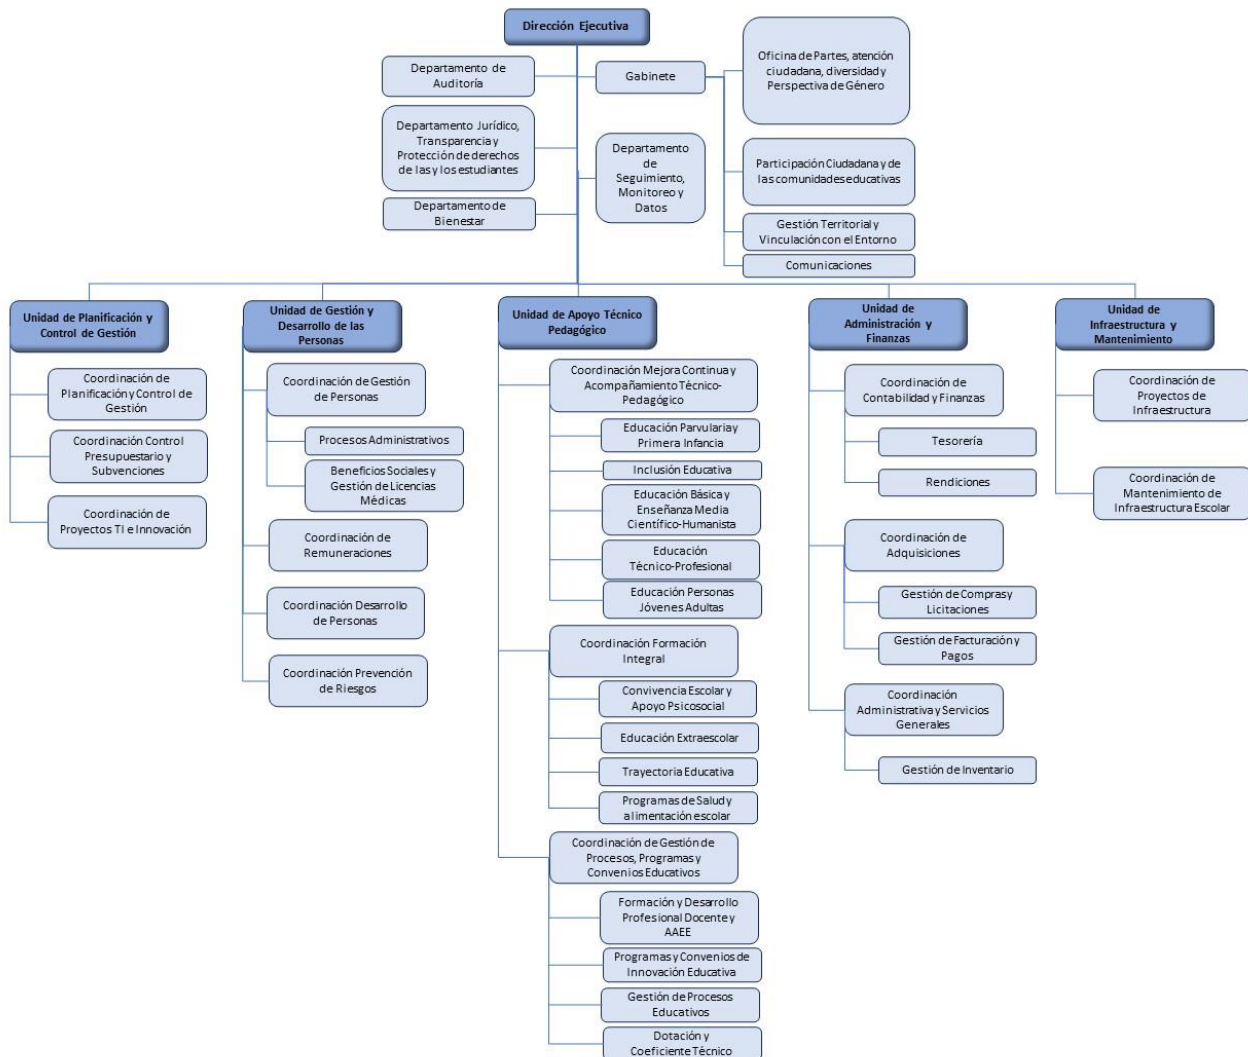 Dirección Ejecutiva
Departamento de
Auditoría
Gabinete
Oficina de Partes, atención
ciudadana, diversidad y
Perspectiva de Género
Departamento Jurídico,
Transparencia y
Protección de derechos
de las y los estudiantes
Departamento
de
Seguimiento,
Monitoreo y
Datos
Participación Ciudadana y de
las comunidades educativas
Departamento de
Bienestar
Gestión Territorial y
Vinculación con el Entorno
Comunicaciones
Unidad de Planificación y
Control de Gestión
Coordinación de
Planificación y Control de
Gestión
Coordinación Control
Presupuestario y
Subvenciones
Coordinación de
Proyectos TI e Innovación
Unidad de Gestión y
Desarrollo de las
Personas
Coordinación de Gestión
de Personas
Procesos Administrativos
Beneficios Sociales y
Gestión de Licencias
Médicas
Coordinación de
Remuneraciones
Coordinación Desarrollo
de Personas
Coordinación Prevención
de Riesgos
Unidad de Apoyo Técnico
Pedagógico
Coordinación Mejora Continua y
Acompañamiento Técnico-
Pedagógico
Educación Parvularia y
Primera Infancia
Inclusión Educativa
Educación Básica y
Enseñanza Media
Científico-Humanista
Educación
Técnico-Profesional
Educación Personas
Jóvenes Adultas
Coordinación Formación
Integral
Convivencia Escolar y
Apoyo Psicosocial
Educación Extraescolar
Trayectoria Educativa
Programas de Salud y
alimentación escolar
Coordinación de Gestión de
Procesos, Programas y
Convenios Educativos
Formación y Desarrollo
Profesional Docente y
AAEE
Programas y Convenios de
Innovación Educativa
Gestión de Procesos
Educativos
Dotación y
Coeficiente Técnico
Unidad de
Administración y
Finanzas
Coordinación de
Contabilidad y Finanzas
Tesorería
Rendiciones
Coordinación de
Adquisiciones
Gestión de Compras y
Licitaciones
Gestión de Facturación y
Pagos
Coordinación
Administrativa y Servicios
Generales
Gestión de Inventario
Unidad de
Infraestructura y
Mantenimiento
Coordinación de
Proyectos de
Infraestructura
Coordinación de
Mantenimiento de
Infraestructura Escolar